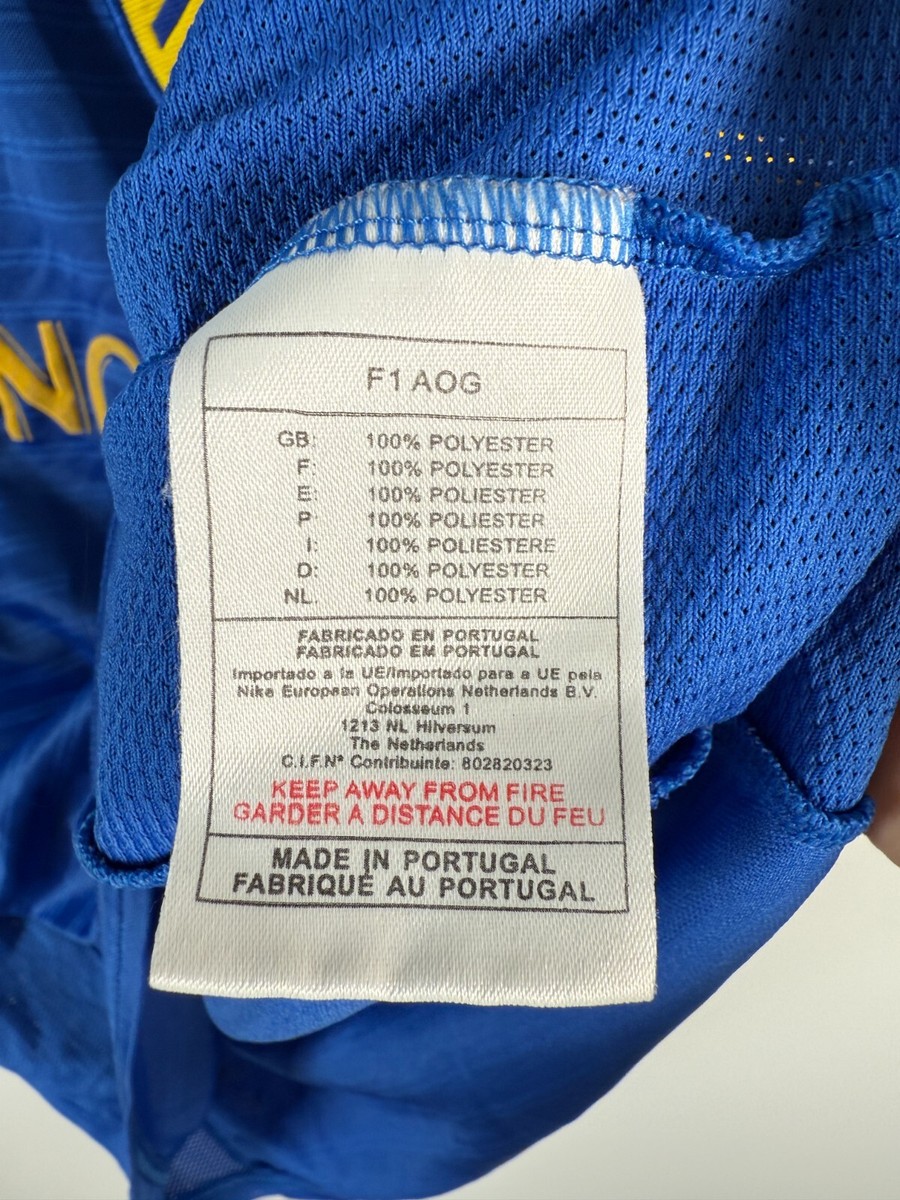 NO
F1 AOG
GB: 100% POLYESTER
F: 100% POLYESTER
E: 100% POLIESTER
P: 100% POLIESTER
I: 100% POLIESTERE
D: 100% POLYESTER
NL: 100% POLYESTER
FABRICADO EN PORTUGAL
FABRICADO EM PORTUGAL
Importado a la UE/Importado para a UE pela
Nike European Operations Netherlands B.V.
Colosseum 1
1213 NL Hilversum
The Netherlands
C.I.F.Nº Contribuinte: 802820323
KEEP AWAY FROM FIRE
GARDER A DISTANCE DU FEU
MADE IN PORTUGAL
FABRIQUÉ AU PORTUGAL